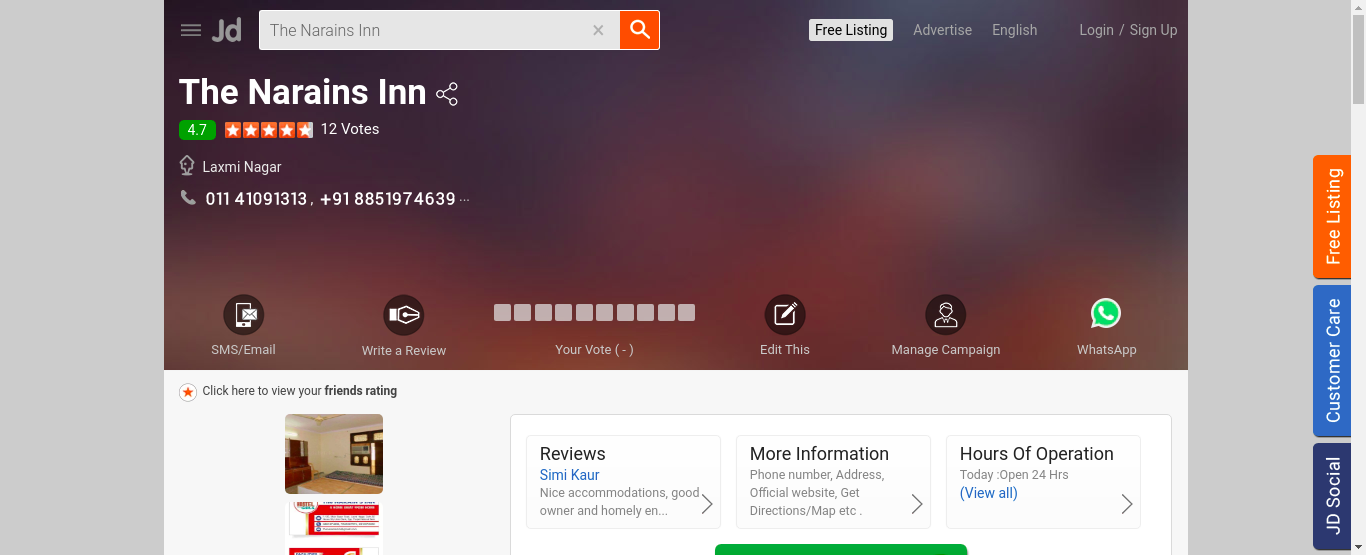 Jd
The Narains Inn
Free Listing
Advertise
English
Login / Sign Up
The Narains Inn
4.7
12 Votes
Laxmi Nagar
011 41091313 , +91 8851974639 ...
SMS/Email
Write a Review
Your Vote ( - )
Edit This
Manage Campaign
WhatsApp
Free Listing
Customer Care
JD Social
Click here to view your friends rating
Reviews
Simi Kaur
Nice accommodations, good
owner and homely en...
More Information
Phone number, Address,
Official website, Get
Directions/Map etc .
Hours Of Operation
Today :Open 24 Hrs
(View all)